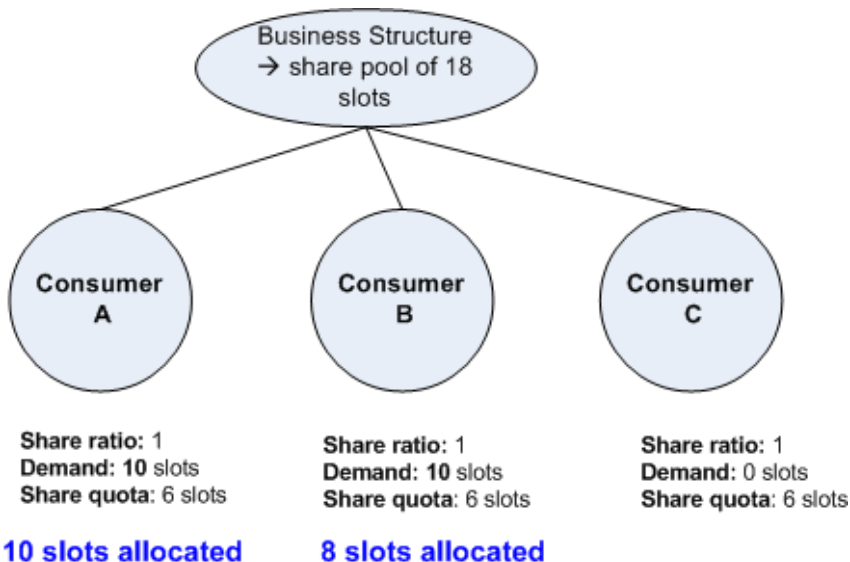 Business Structure
→ share pool of 18
slots
Consumer
A
Consumer
B
Consumer
C
Share ratio: 1
Demand: 10 slots
Share quota: 6 slots
Share ratio: 1
Demand: 10 slots
Share quota: 6 slots
Share ratio: 1
Demand: 0 slots
Share quota: 6 slots
10 slots allocated
8 slots allocated